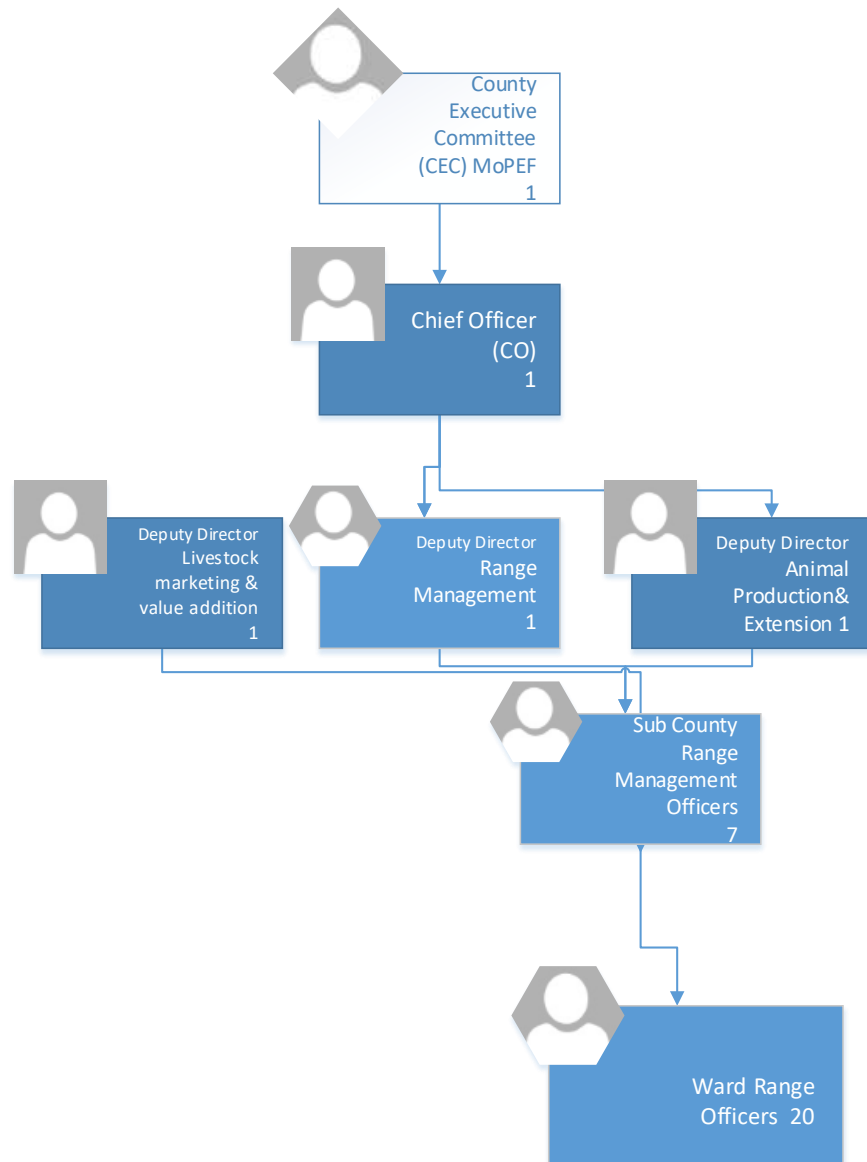 County
Executive
Committee
(CEC) MoPEF
1
Chief Officer
(CO)
1
Deputy Director
Livestock
marketing &
value addition
1
Deputy Director
Range
Management
1
Deputy Director
Animal
Production&
Extension 1
Sub County
Range
Management
Officers
7
Ward Range
Officers 20